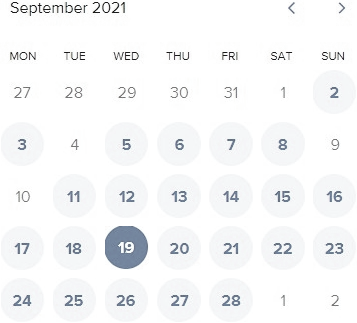 September 2021
MON TUE WED THU FRI SAT SUN
27 28 29 30 31 1 2
3 4 5 6 7 8 9
10 11 12 13 14 15 16
17 18 19 20 21 22 23
24 25 26 27 28 1 2